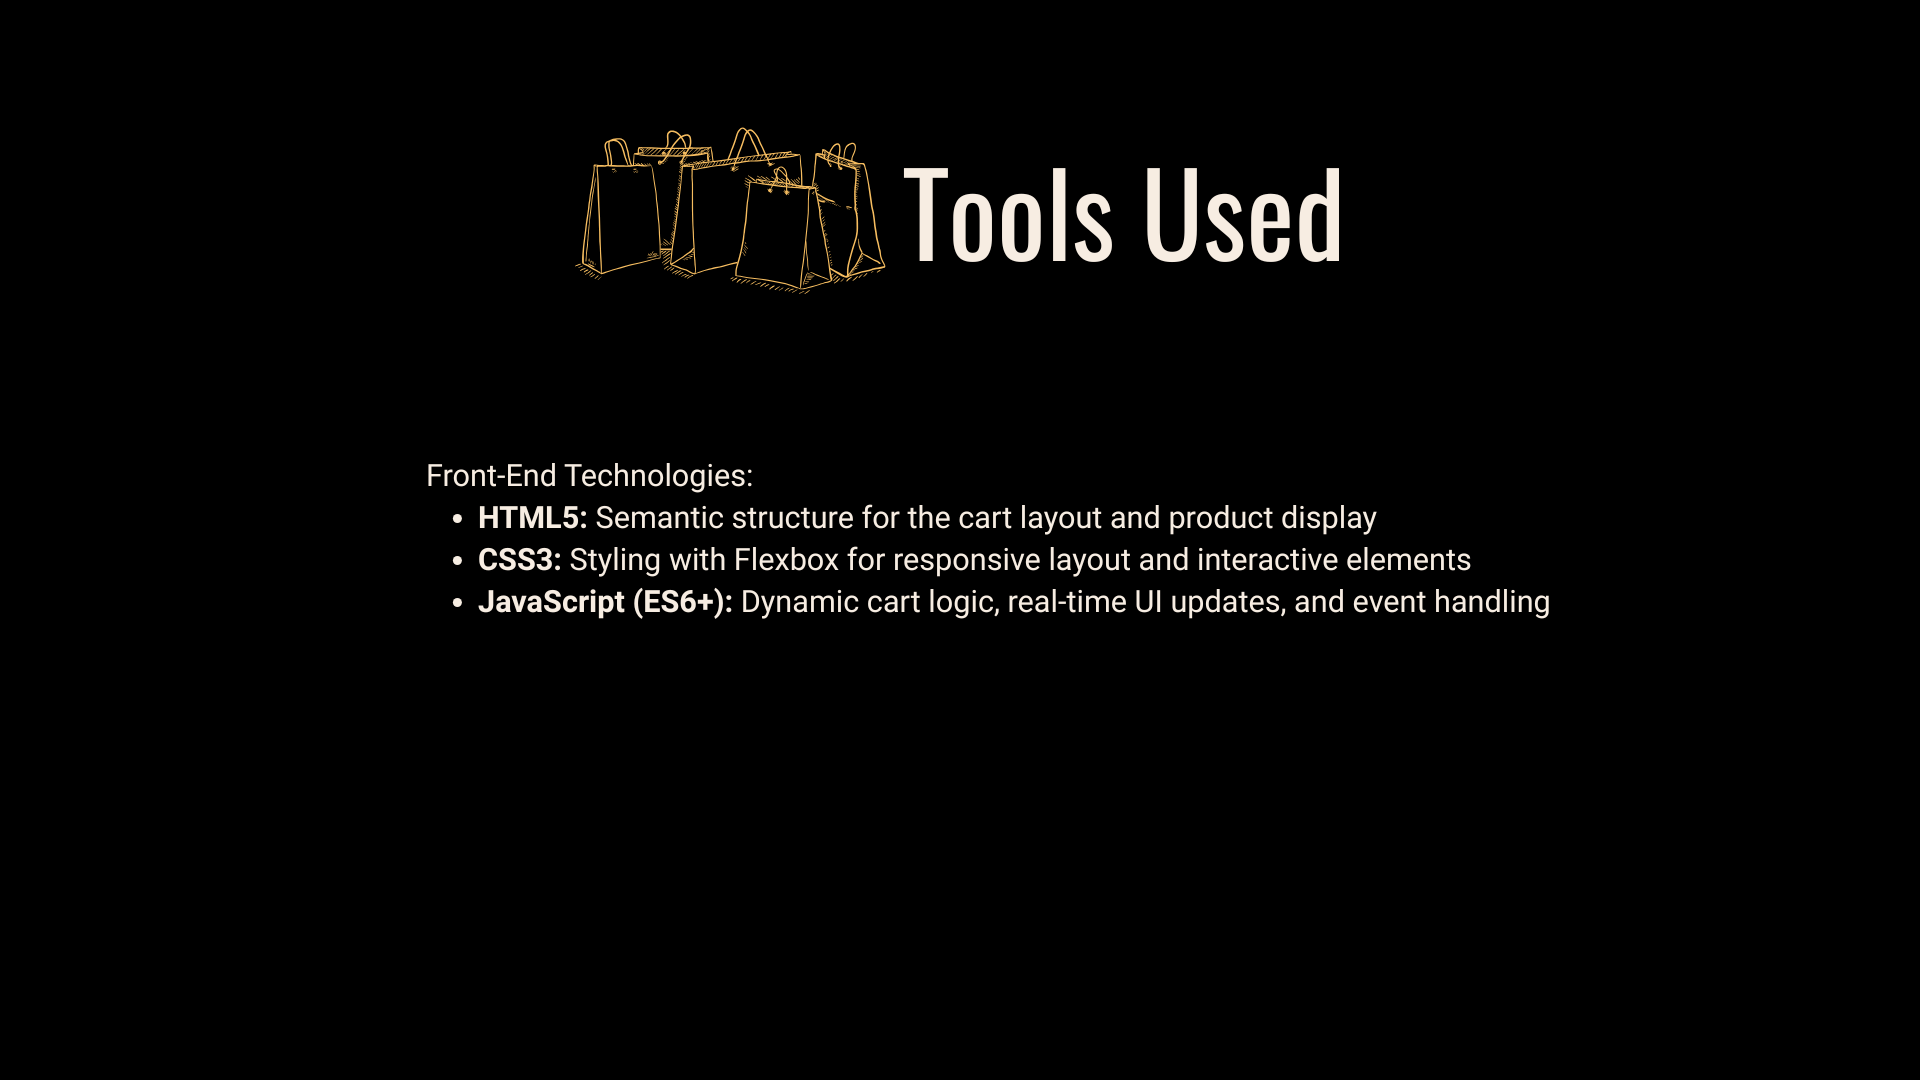 Tools Used
Front-End Technologies:
• HTML5: Semantic structure for the cart layout and product display
• CSS3: Styling with Flexbox for responsive layout and interactive elements
• JavaScript (ES6+): Dynamic cart logic, real-time UI updates, and event handling